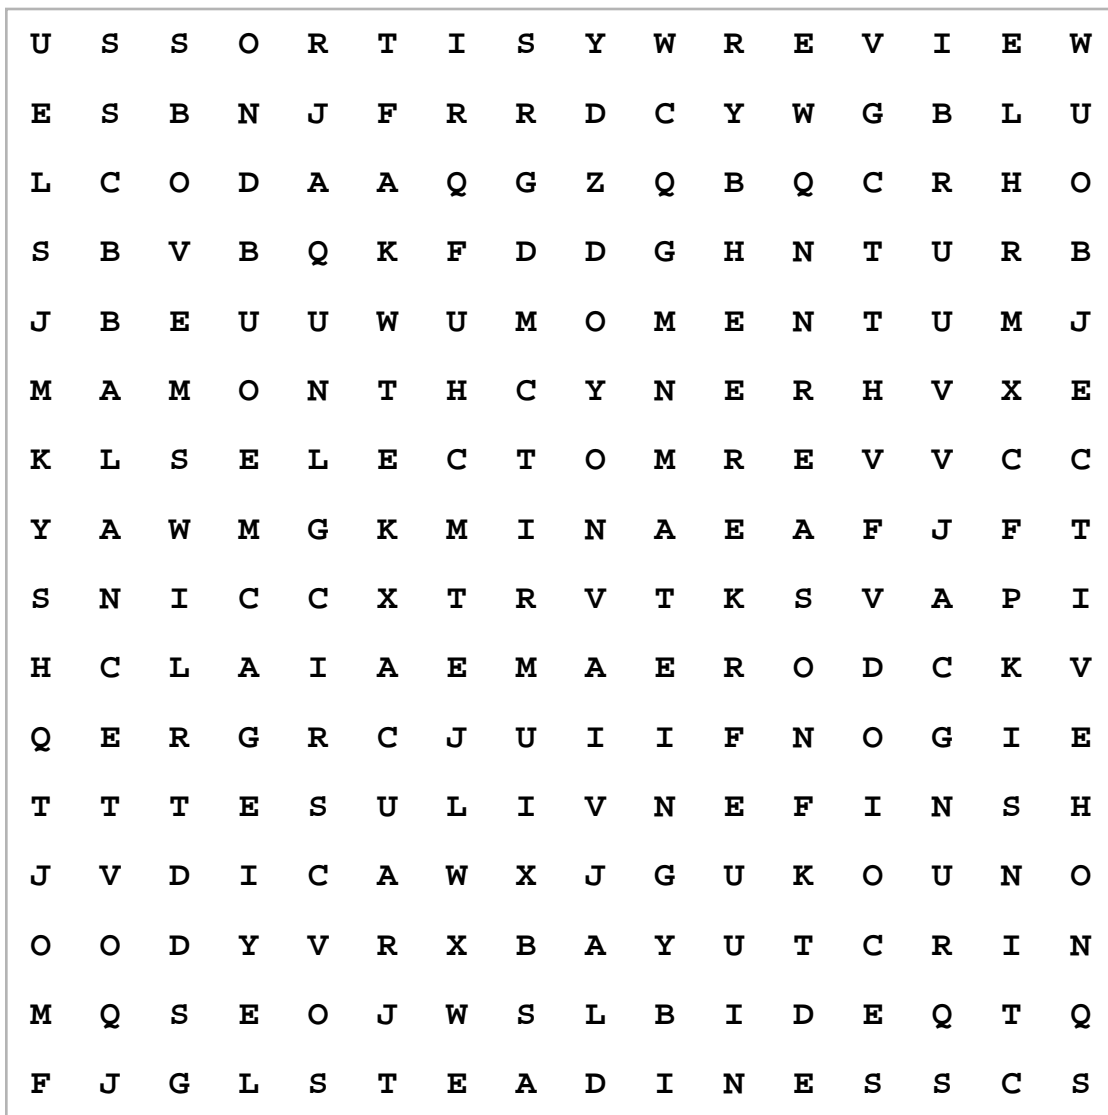 U S S O R T I S Y W R E V I E W
E S B N J F R R D C Y W G B L U
L C O D A A Q G Z Q B Q C R H O
S B V B Q K F D D G H N T U R B
J B E U U W U M O M E N T U M J
M A M O N T H C Y N E R H V X E
K L S E L E C T O M R E V V C C
Y A W M G K M I N A E A F J F T
S N I C C X T R V T K S V A P I
H C L A I A E M A E R O D C K V
Q E R G R C J U I I F N O G I E
T T T E S U L I V N E F I N S H
J V D I C A W X J G U K O U N O
O O D Y V R X B A Y U T C R I N
M Q S E O J W S L B I D E Q T Q
F J G L S T E A D I N E S S C S